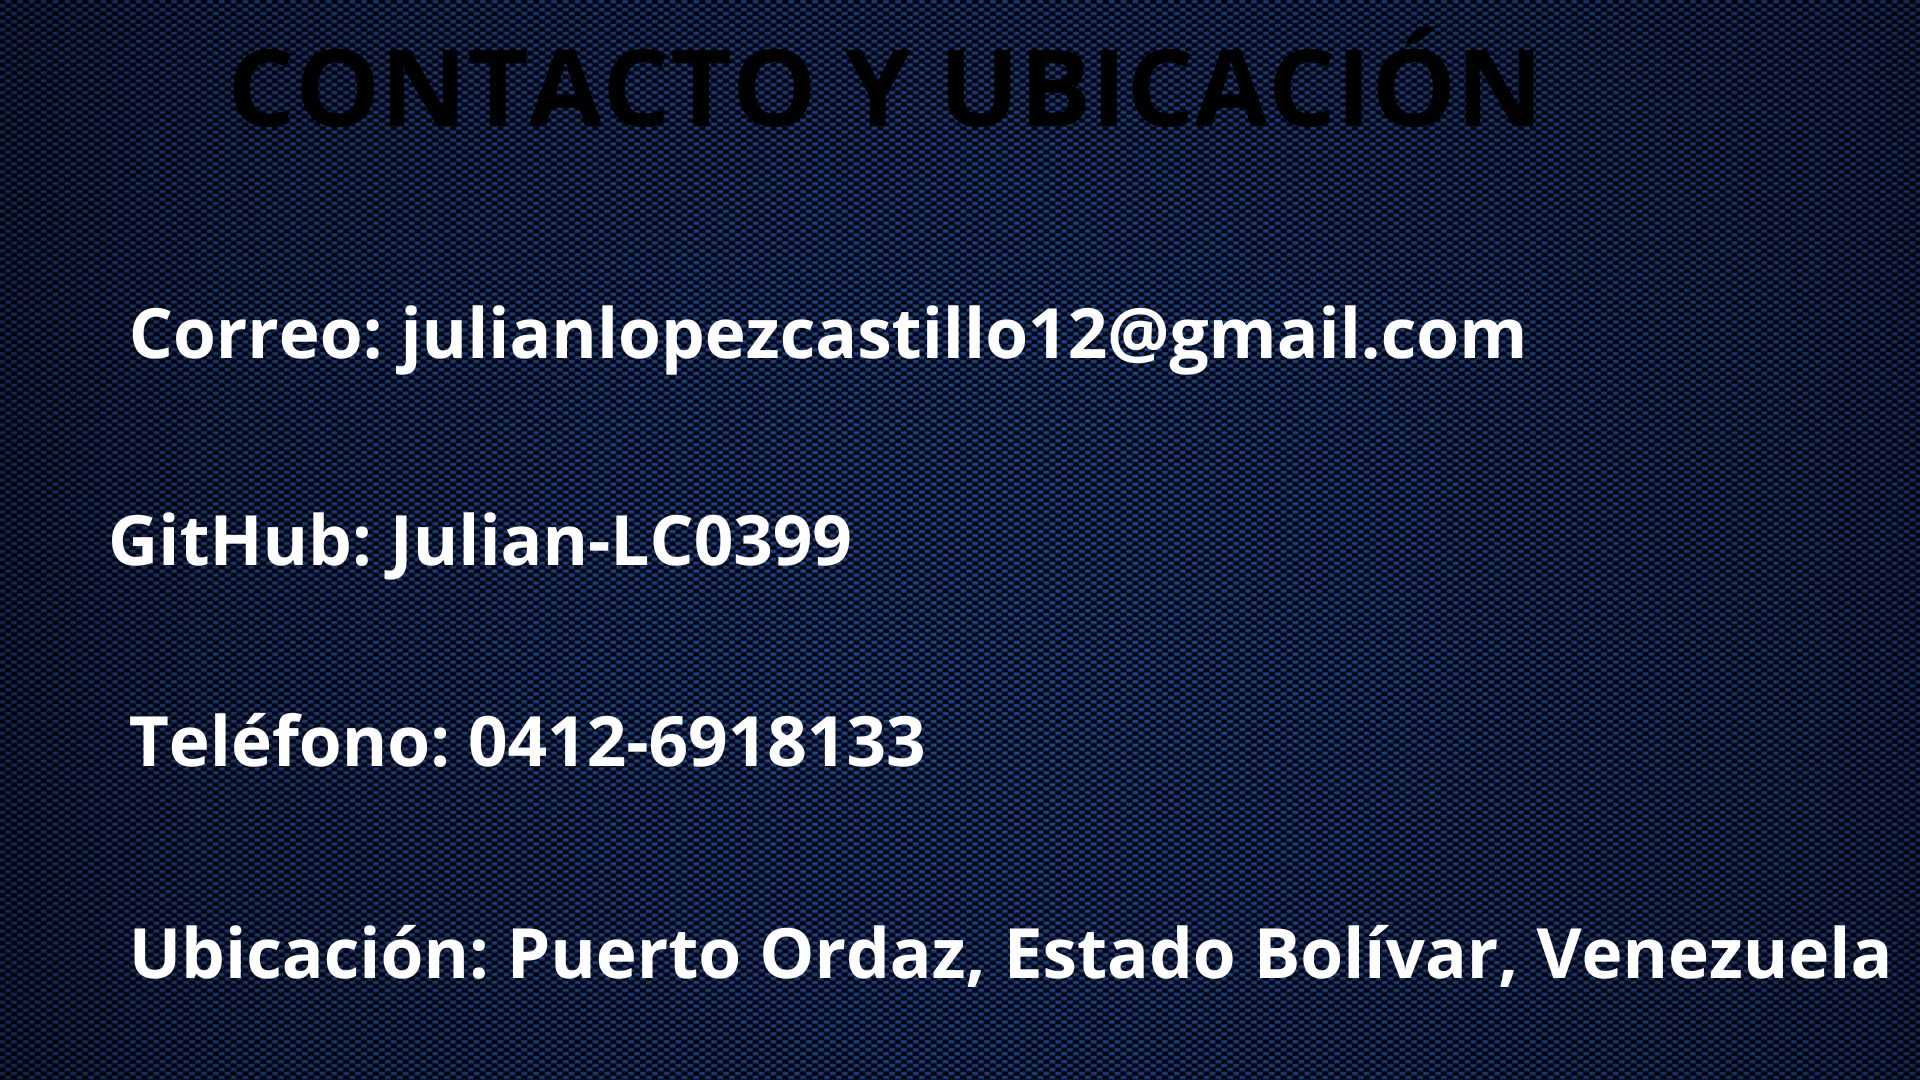 CONTACTO Y UBICACIÓN
Correo: julianlopezcastillo12@gmail.com
GitHub: Julian-LC0399
Teléfono: 0412-6918133
Ubicación: Puerto Ordaz, Estado Bolívar, Venezuela